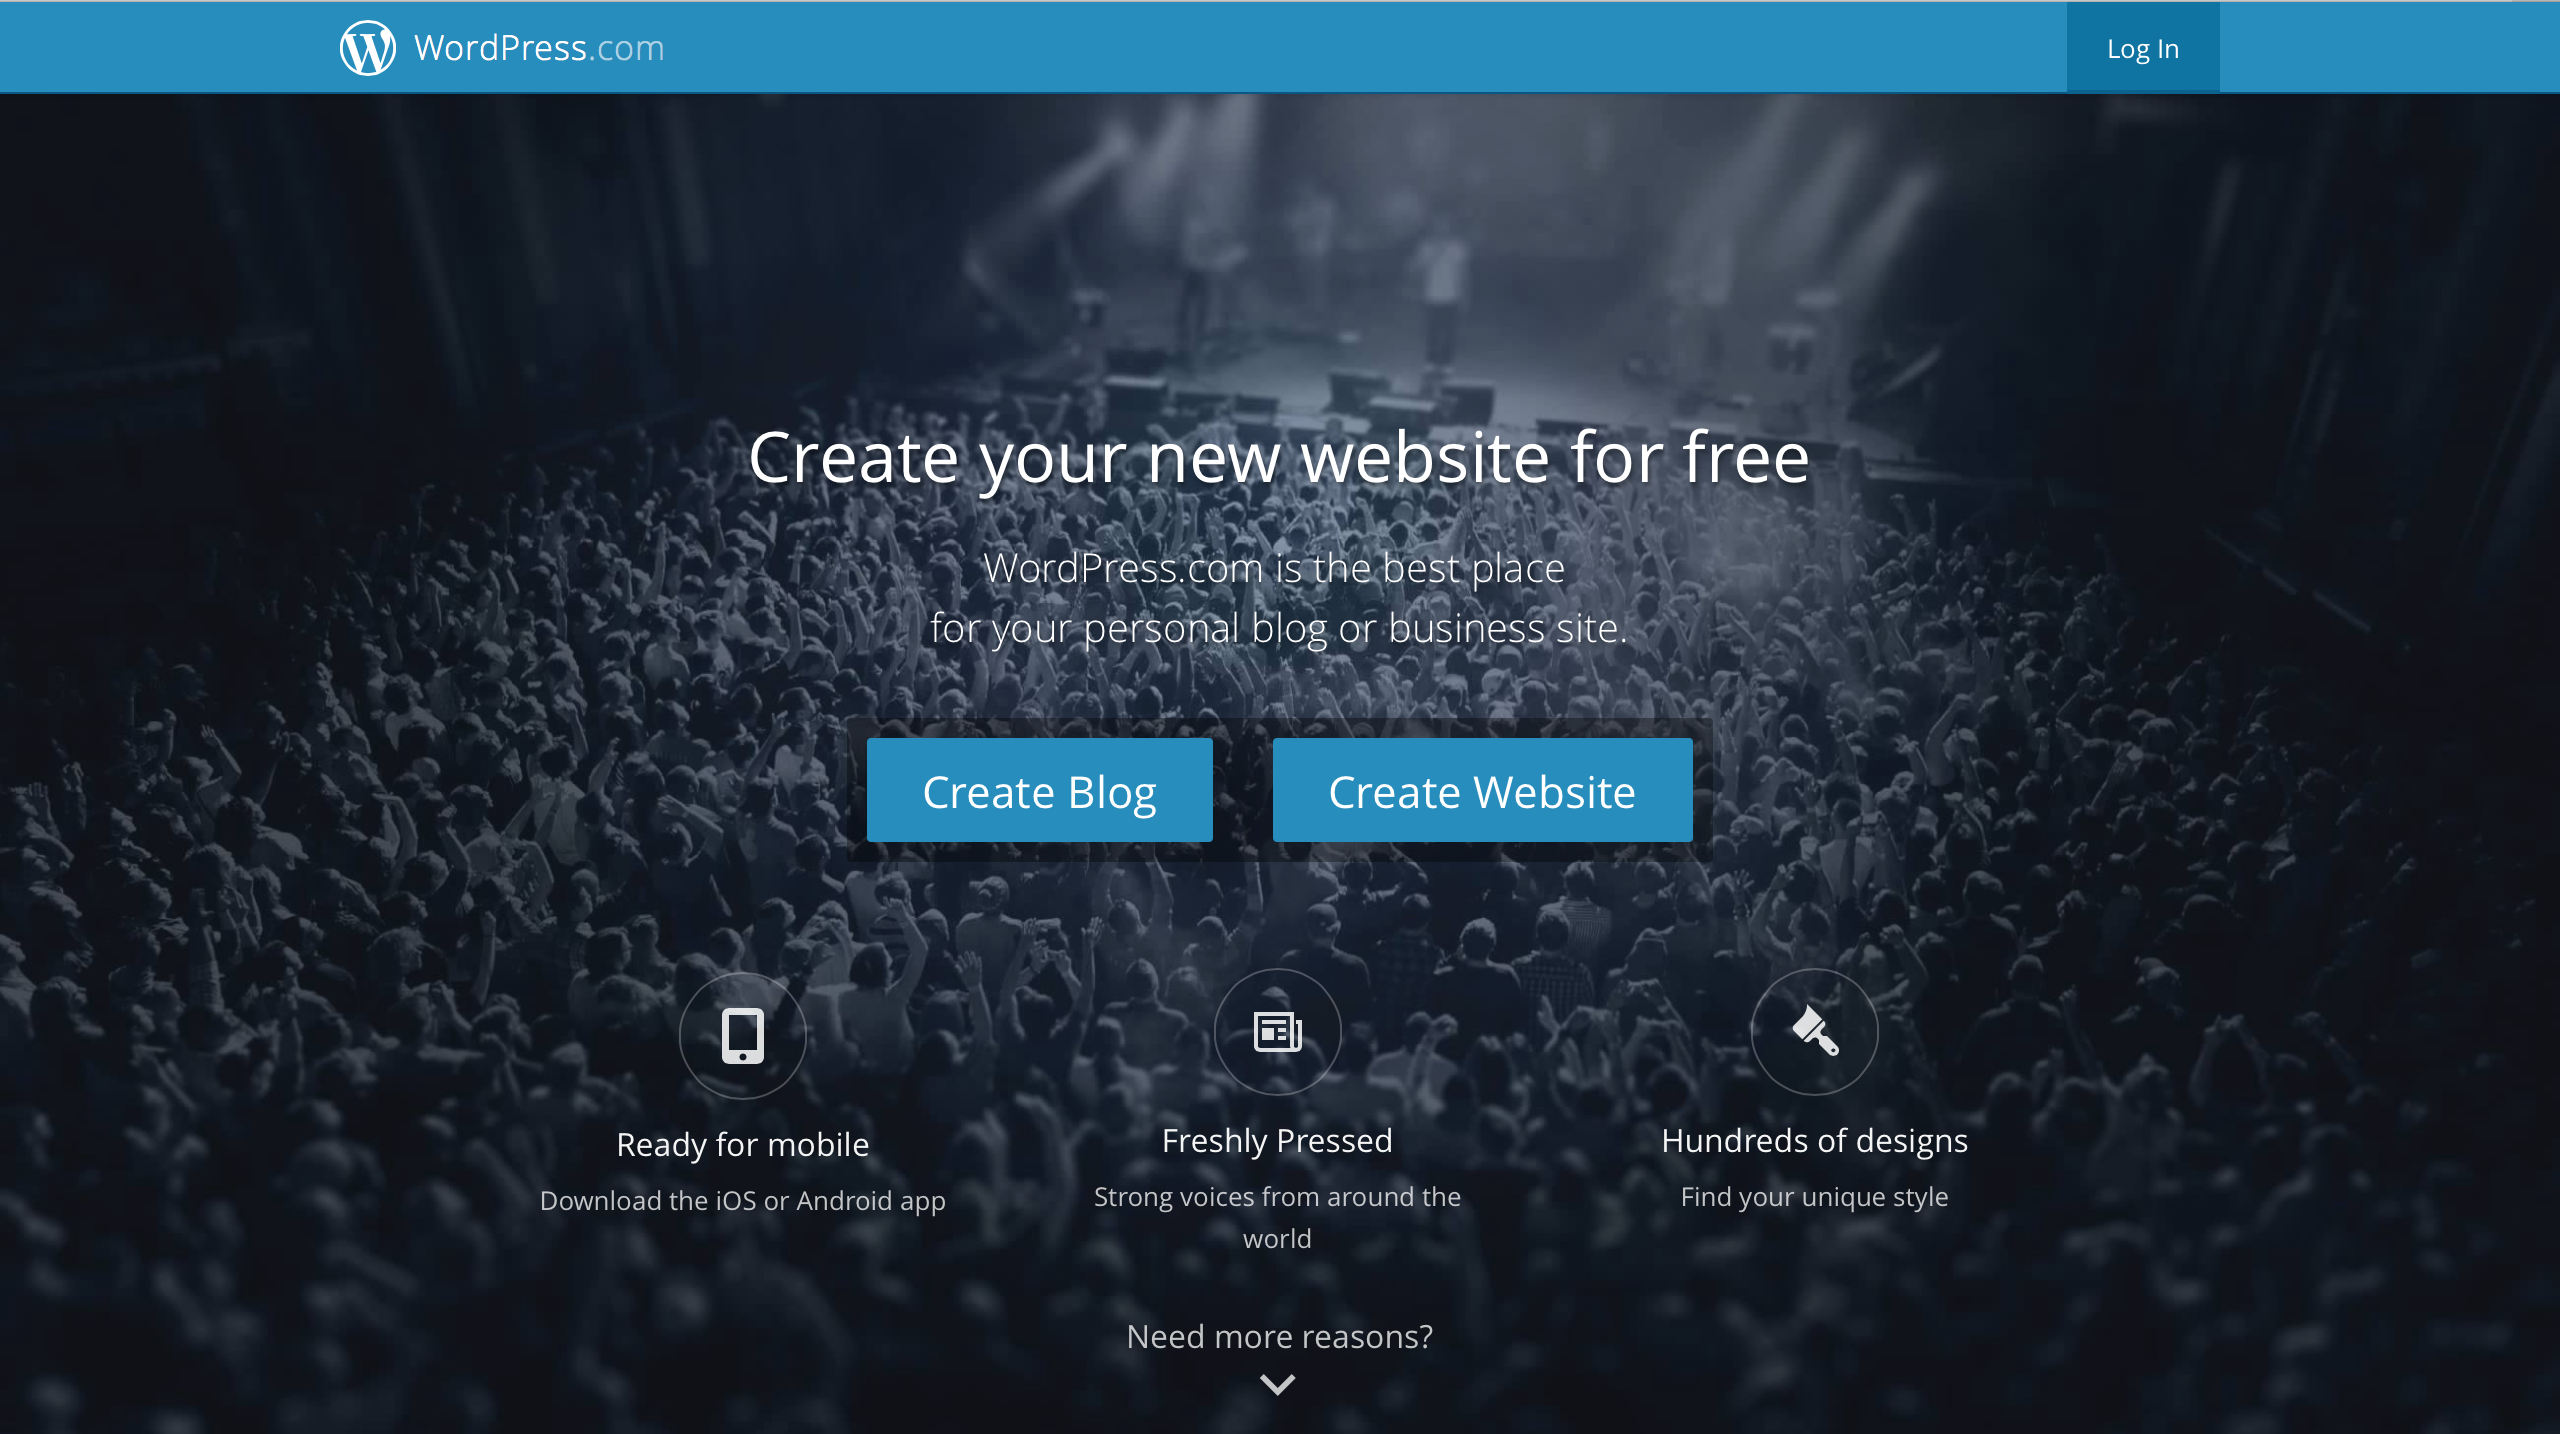 WordPress.com
Log In
Create your new website for free
WordPress.com is the best place
for your personal blog or business site.
Create Blog
Create Website
Ready for mobile
Download the iOS or Android app
Freshly Pressed
Strong voices from around the
world
Hundreds of designs
Find your unique style
Need more reasons?